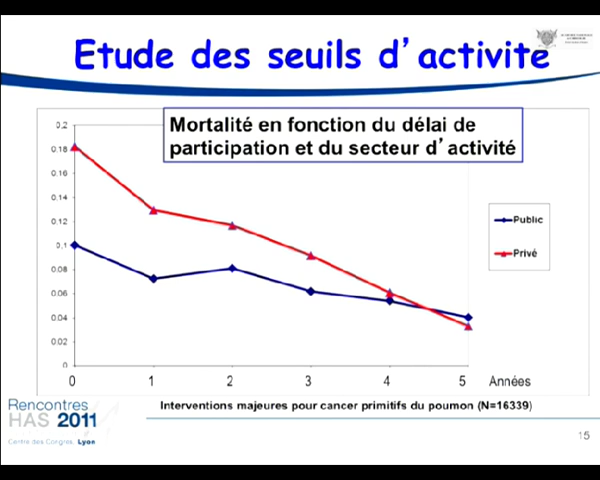 Etude des seuils d'activité
Mortalité en fonction du délai de
participation et du secteur d'activité
0,2
0,18
0,16
0,14
0,12
0,1
0,08
0,06
0,04
0,02
0
0 1 2 3 4 5 Années
Public
Privé
Interventions majeures pour cancer primitifs du poumon (N=16339)
Rencontres
HAS 2011
Centre des Congrès Lyon
15